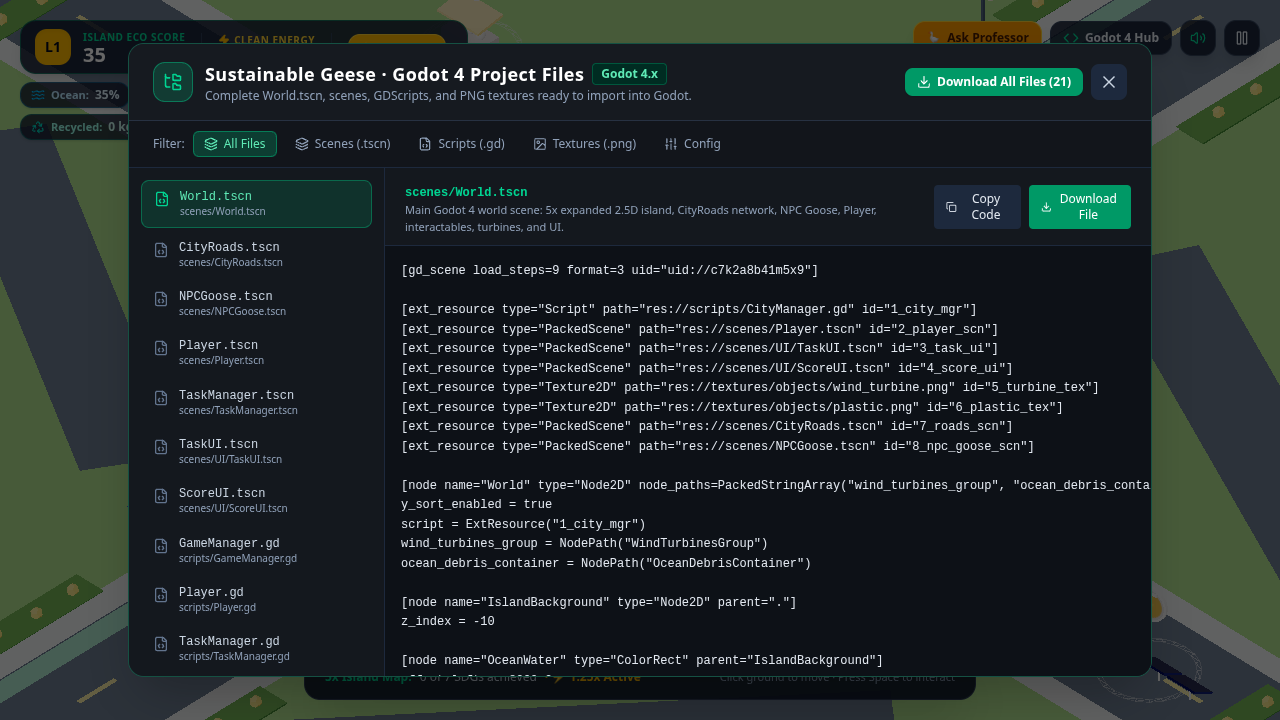 L1
ISLAND ECO SCORE
35
CLEAN ENERGY
Ask Professor
Godot 4 Hub
Ocean: 35%
Recycled: 0 kg
Sustainable Geese · Godot 4 Project Files
Godot 4.x
Complete World.tscn, scenes, GDScripts, and PNG textures ready to import into Godot.
Download All Files (21)
Filter:
All Files
Scenes (.tscn)
Scripts (.gd)
Textures (.png)
Config
World.tscn
scenes/World.tscn
CityRoads.tscn
scenes/CityRoads.tscn
NPCGoose.tscn
scenes/NPCGoose.tscn
Player.tscn
scenes/Player.tscn
TaskManager.tscn
scenes/TaskManager.tscn
TaskUI.tscn
scenes/UI/TaskUI.tscn
ScoreUI.tscn
scenes/UI/ScoreUI.tscn
GameManager.gd
scripts/GameManager.gd
Player.gd
scripts/Player.gd
TaskManager.gd
scripts/TaskManager.gd
scenes/World.tscn
Main Godot 4 world scene: 5x expanded 2.5D island, CityRoads network, NPC Goose, Player,
interactables, turbines, and UI.
Copy
Code
Download
File
[gd_scene load_steps=9 format=3 uid="uid://c7k2a8b41m5x9"]
[ext_resource type="Script" path="res://scripts/CityManager.gd" id="1_city_mgr"]
[ext_resource type="PackedScene" path="res://scenes/Player.tscn" id="2_player_scn"]
[ext_resource type="PackedScene" path="res://scenes/UI/TaskUI.tscn" id="3_task_ui"]
[ext_resource type="PackedScene" path="res://scenes/UI/ScoreUI.tscn" id="4_score_ui"]
[ext_resource type="Texture2D" path="res://textures/objects/wind_turbine.png" id="5_turbine_tex"]
[ext_resource type="Texture2D" path="res://textures/objects/plastic.png" id="6_plastic_tex"]
[ext_resource type="PackedScene" path="res://scenes/CityRoads.tscn" id="7_roads_scn"]
[ext_resource type="PackedScene" path="res://scenes/NPCGoose.tscn" id="8_npc_goose_scn"]
[node name="World" type="Node2D" node_paths=PackedStringArray("wind_turbines_group", "ocean_debris_conta
y_sort_enabled = true
script = ExtResource("1_city_mgr")
wind_turbines_group = NodePath("WindTurbinesGroup")
ocean_debris_container = NodePath("OceanDebrisContainer")
[node name="IslandBackground" type="Node2D" parent="."]
z_index = -10
[node name="OceanWater" type="ColorRect" parent="IslandBackground"]
5x Island Map: 0 of 7 SDGs achieved
1.25x Active
Click ground to move · Press Space to interact